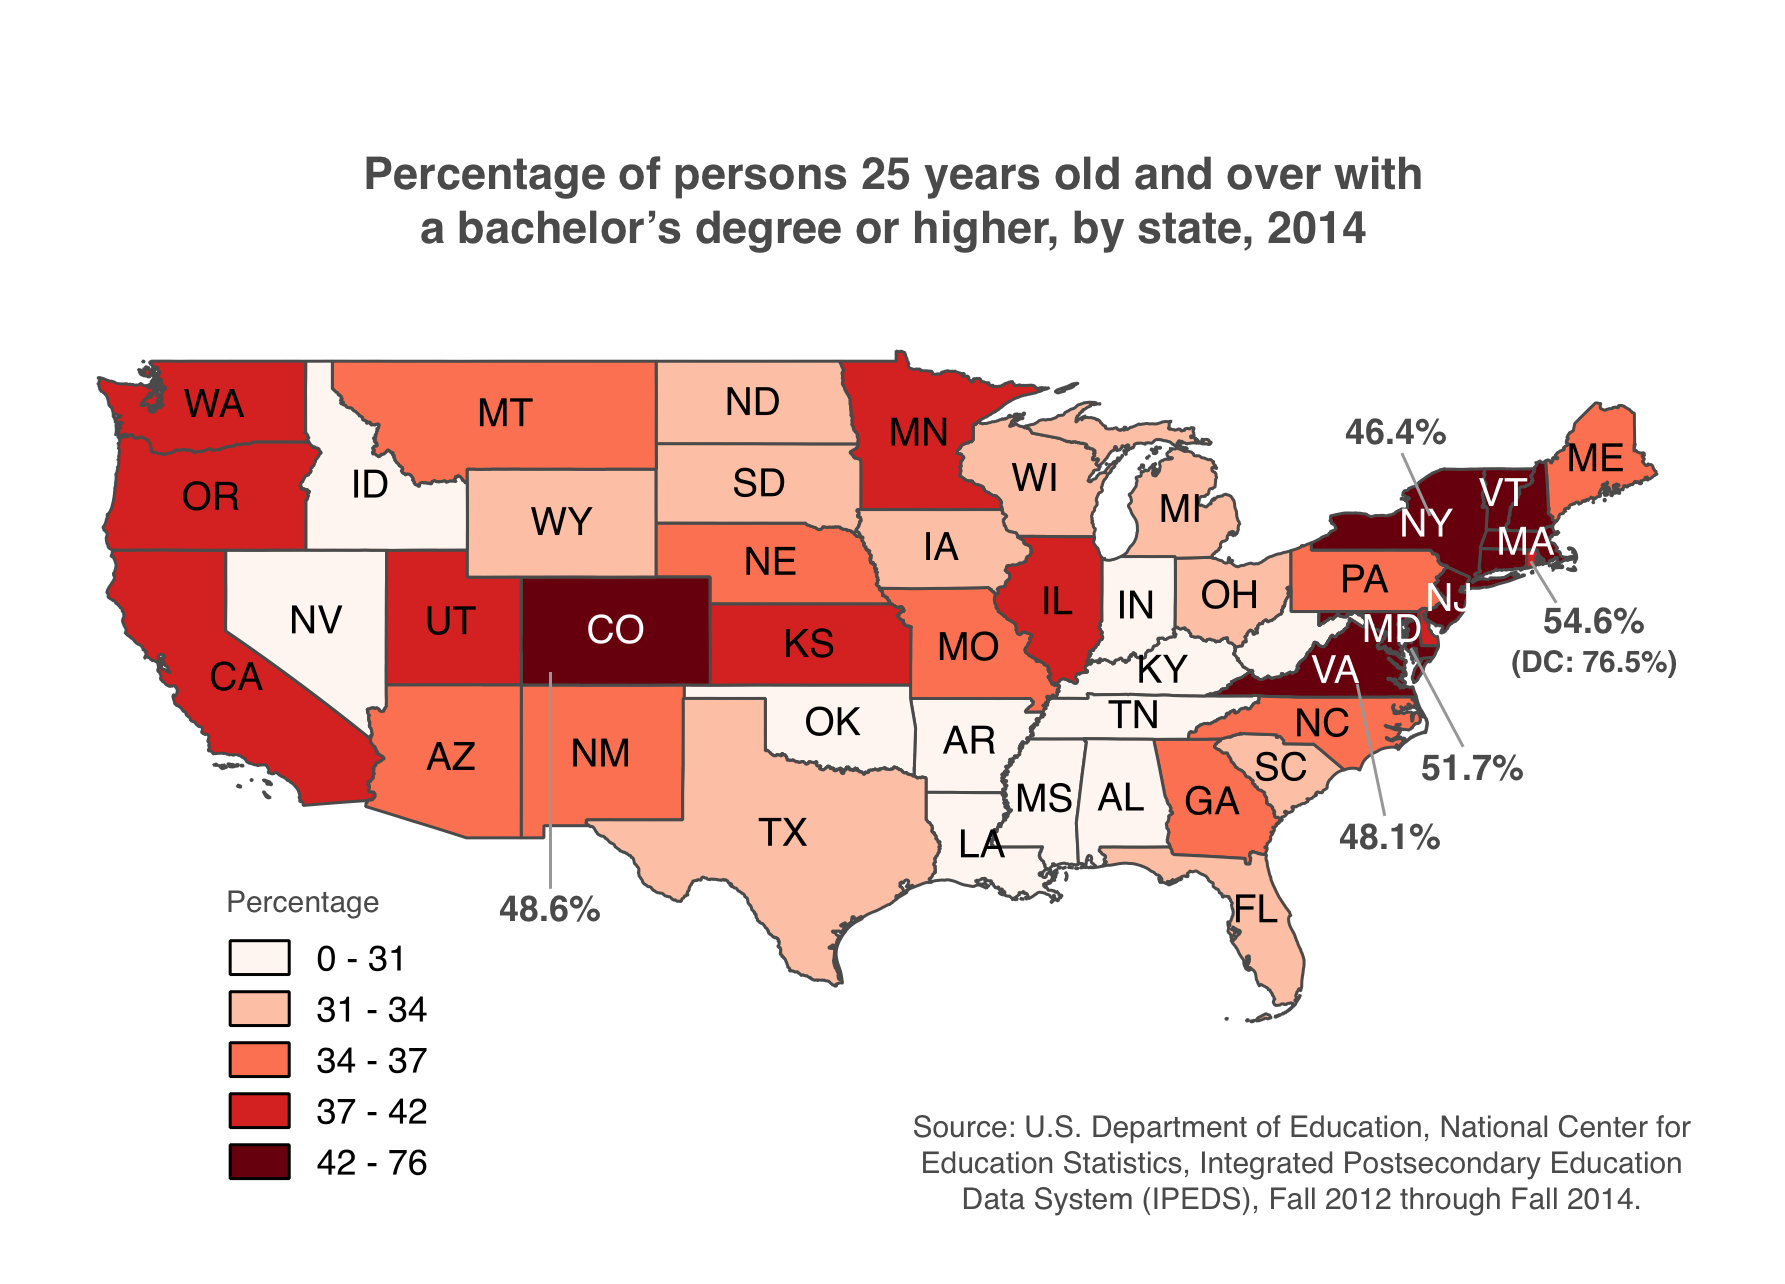 Percentage of persons 25 years old and over with
a bachelor’s degree or higher, by state, 2014
WA
MT
ND
MN
46.4%
ME
OR
ID
SD
WI
VT
WY
MI
NY
MA
IA
NE
PA
NV
UT
CO
IL
IN
OH
NJ
54.6%
KS
MO
MD
(DC: 76.5%)
CA
KY
VA
OK
TN
NC
AZ
NM
AR
SC
51.7%
TX
MS
AL
GA
48.1%
LA
48.6%
FL
Percentage
0 - 31
31 - 34
34 - 37
37 - 42
42 - 76
Source: U.S. Department of Education, National Center for
Education Statistics, Integrated Postsecondary Education
Data System (IPEDS), Fall 2012 through Fall 2014.